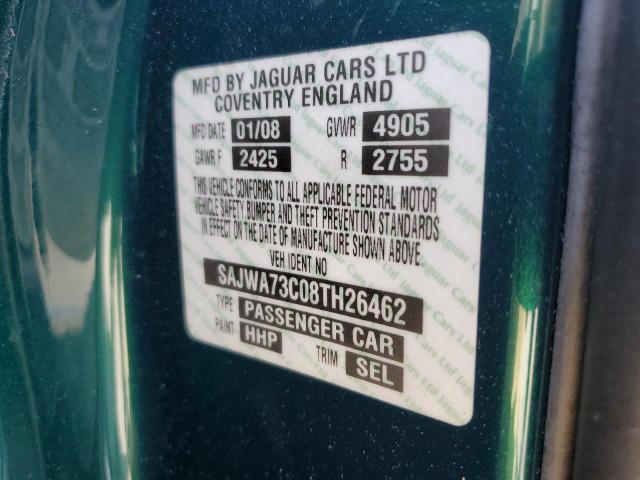 MFD BY JAGUAR CARS LTD
COVENTRY ENGLAND
MFD DATE 01/08 GVWR 4905
GAWR F 2425 R 2755
THIS VEHICLE CONFORMS TO ALL APPLICABLE FEDERAL MOTOR
VEHICLE SAFETY, BUMPER AND THEFT PREVENTION STANDARDS
IN EFFECT ON THE DATE OF MANUFACTURE SHOWN ABOVE.
VEH. IDENT NO
SAJWA73C08TH26462
TYPE PASSENGER CAR
PAINT HHP TRIM SEL